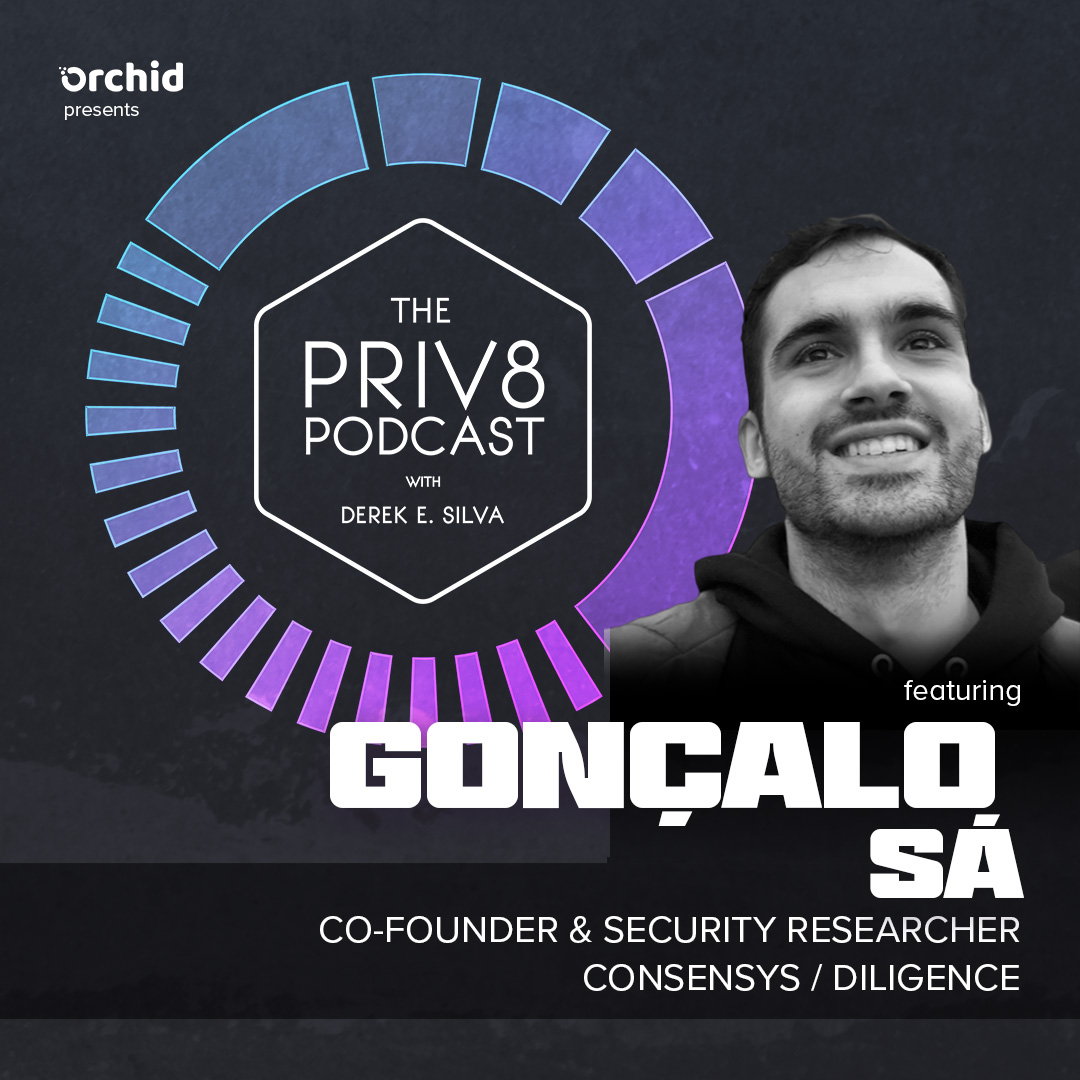 Orchid
presents
THE
PRIV8
PODCAST
WITH
DEREK E. SILVA
featuring
GONÇALO
SÁ
CO-FOUNDER & SECURITY RESEARCHER
CONSENSYS / DILIGENCE